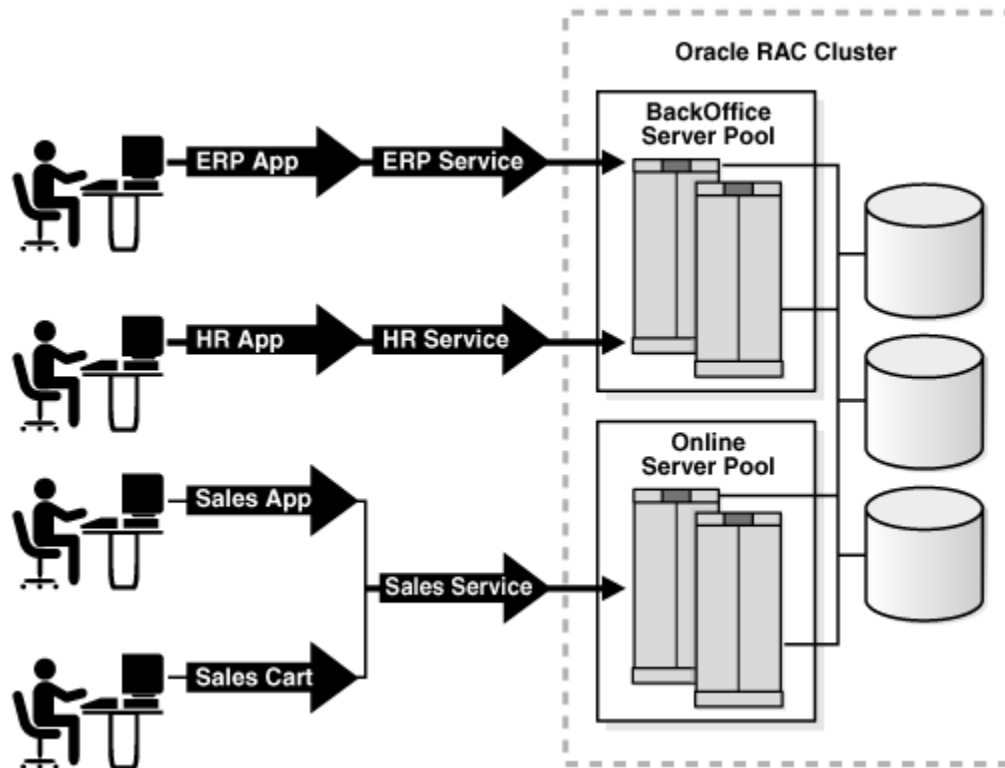 Oracle RAC Cluster
BackOffice
Server Pool
ERP App
ERP Service
HR App
HR Service
Online
Server Pool
Sales App
Sales Service
Sales Cart